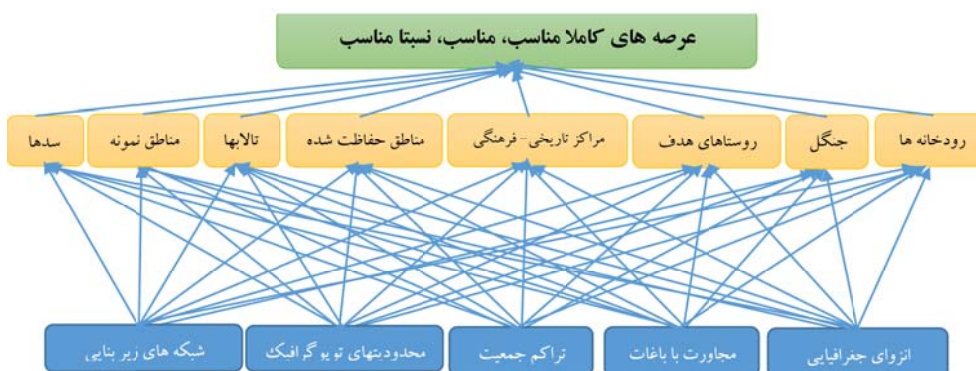 عرصه های کاملا مناسب، مناسب، نسبتا مناسب
رودخانه ها
جنگل
روستاهای هدف
مراکز تاریخی - فرهنگی
مناطق حفاظت شده
تالابها
مناطق نمونه
سدها
انزوای جغرافیایی
مجاورت با باغات
تراکم جمعیت
محدودیتهای توپوگرافیک
شبکه های زیر بنایی